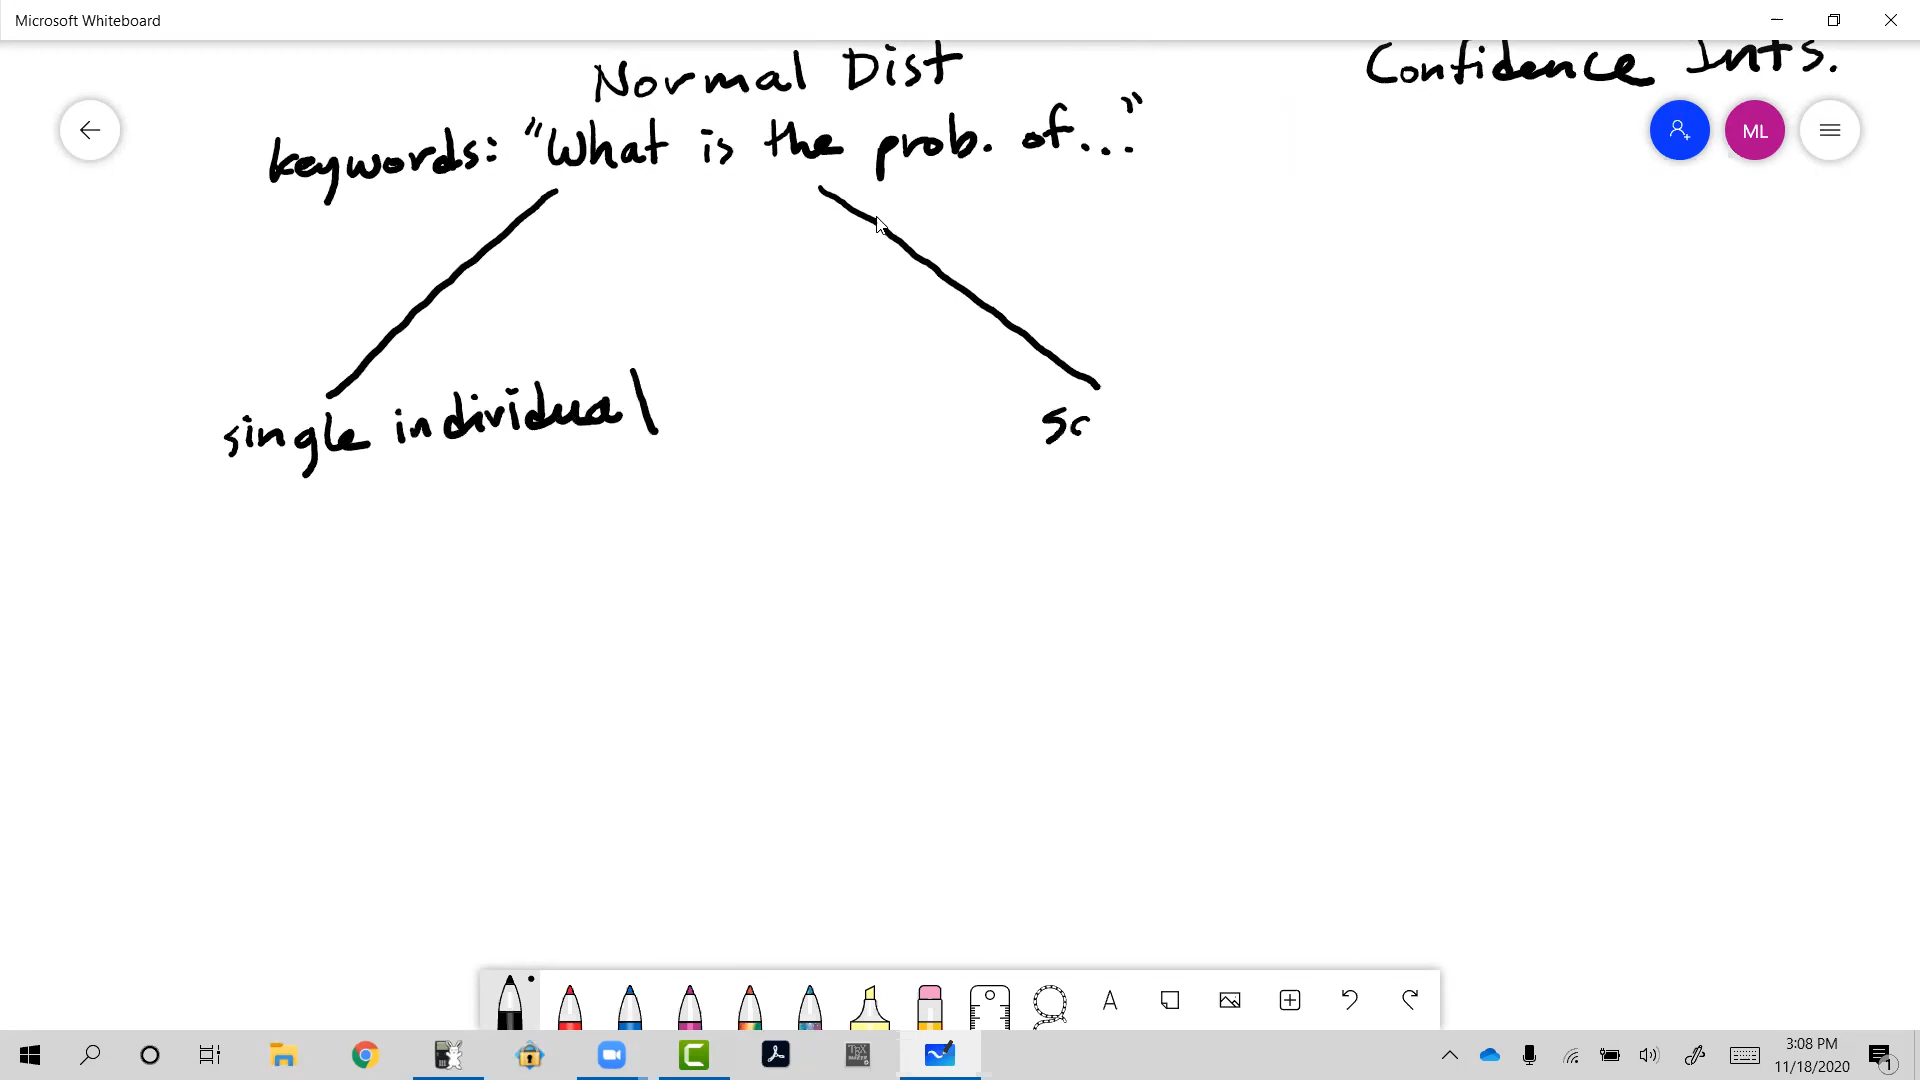 Microsoft Whiteboard
Normal Dist
Confidence Ints.
keywords: "What is the prob. of..."
ML
single individual
A
3:08 PM
11/18/2020
1